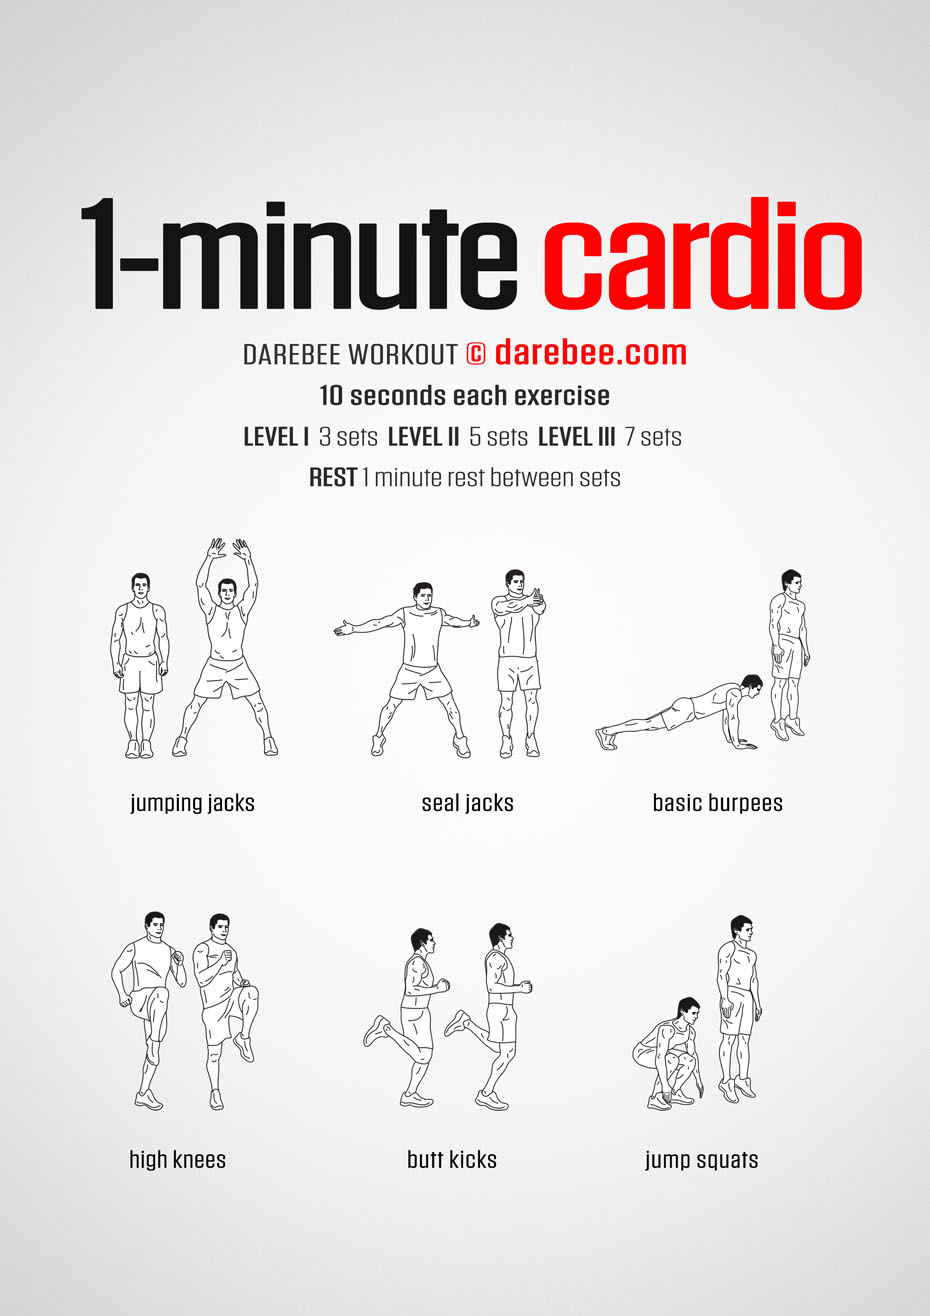 1-minute cardio
DAREBEE WORKOUT © darebee.com
10 seconds each exercise
LEVEL I 3 sets LEVEL II 5 sets LEVEL III 7 sets
REST 1 minute rest between sets
jumping jacks
seal jacks
basic burpees
high knees
butt kicks
jump squats